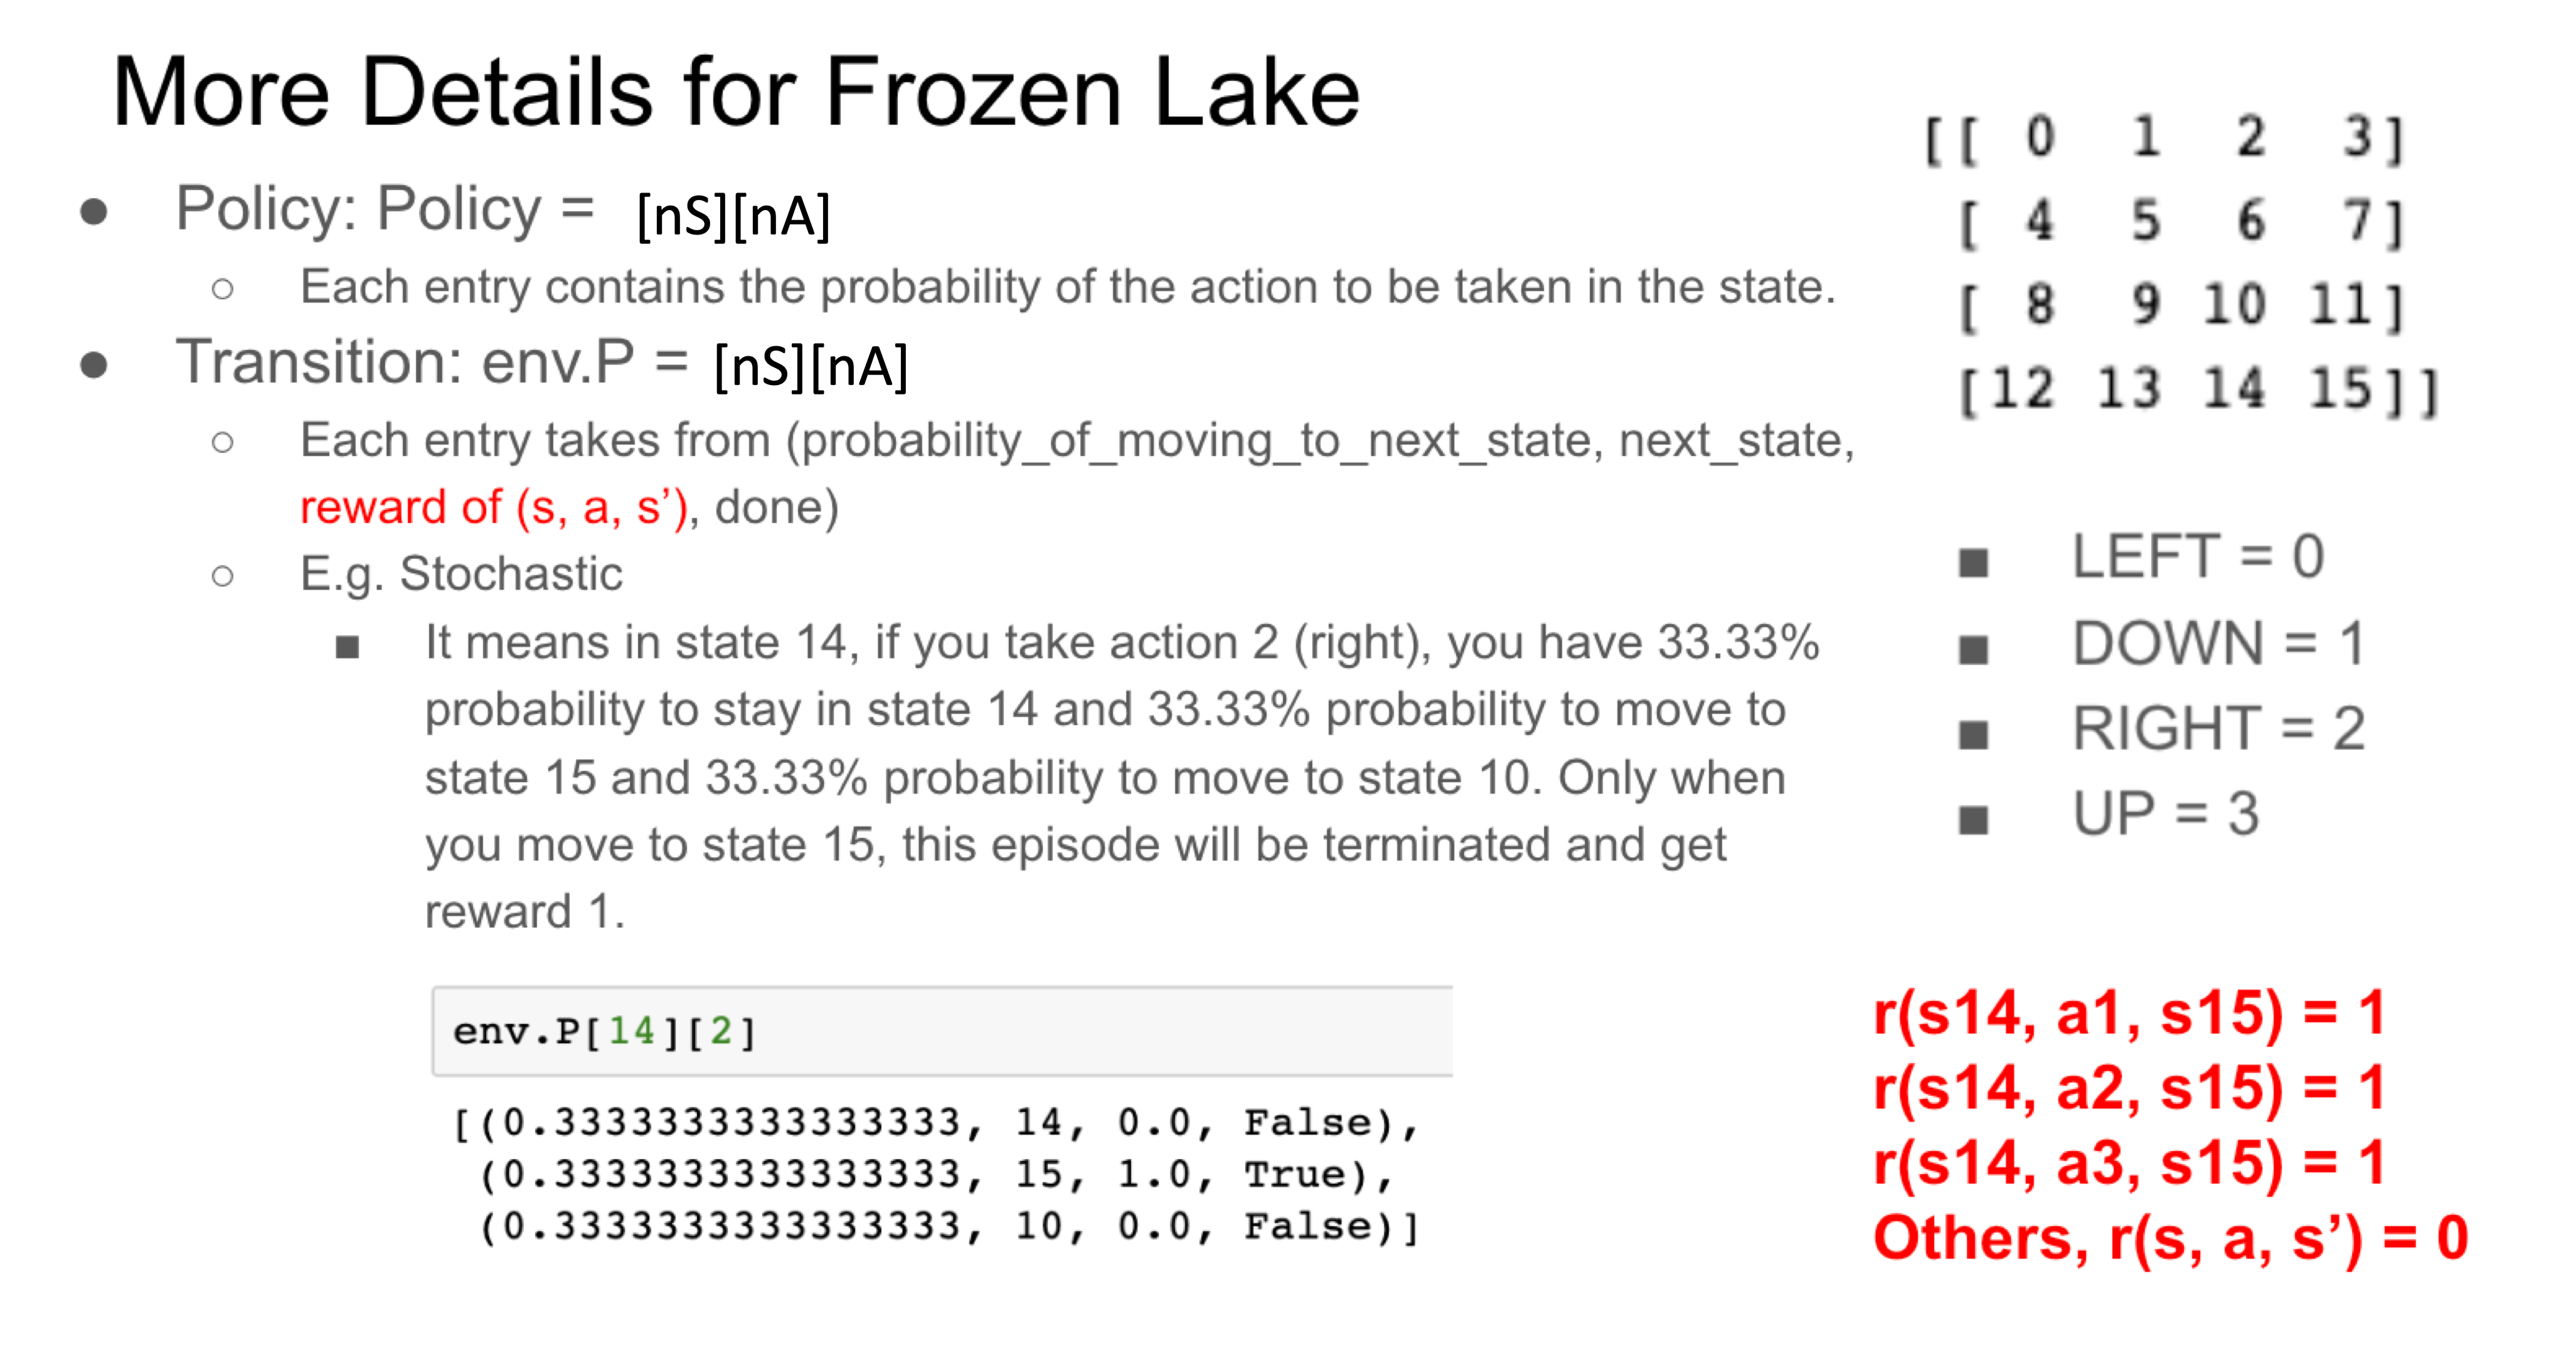 More Details for Frozen Lake
● Policy: Policy = [nS][nA]
○ Each entry contains the probability of the action to be taken in the state.
● Transition: env.P = [nS][nA]
○ Each entry takes from (probability_of_moving_to_next_state, next_state,
reward of (s, a, s’), done)
○ E.g. Stochastic
■ It means in state 14, if you take action 2 (right), you have 33.33%
probability to stay in state 14 and 33.33% probability to move to
state 15 and 33.33% probability to move to state 10. Only when
you move to state 15, this episode will be terminated and get
reward 1.
env.P[14][2]
[(0.3333333333333333, 14, 0.0, False),
(0.3333333333333333, 15, 1.0, True),
(0.3333333333333333, 10, 0.0, False)]
[[ 0 1 2 3]
[ 4 5 6 7]
[ 8 9 10 11]
[12 13 14 15]]
■ LEFT = 0
■ DOWN = 1
■ RIGHT = 2
■ UP = 3
r(s14, a1, s15) = 1
r(s14, a2, s15) = 1
r(s14, a3, s15) = 1
Others, r(s, a, s’) = 0